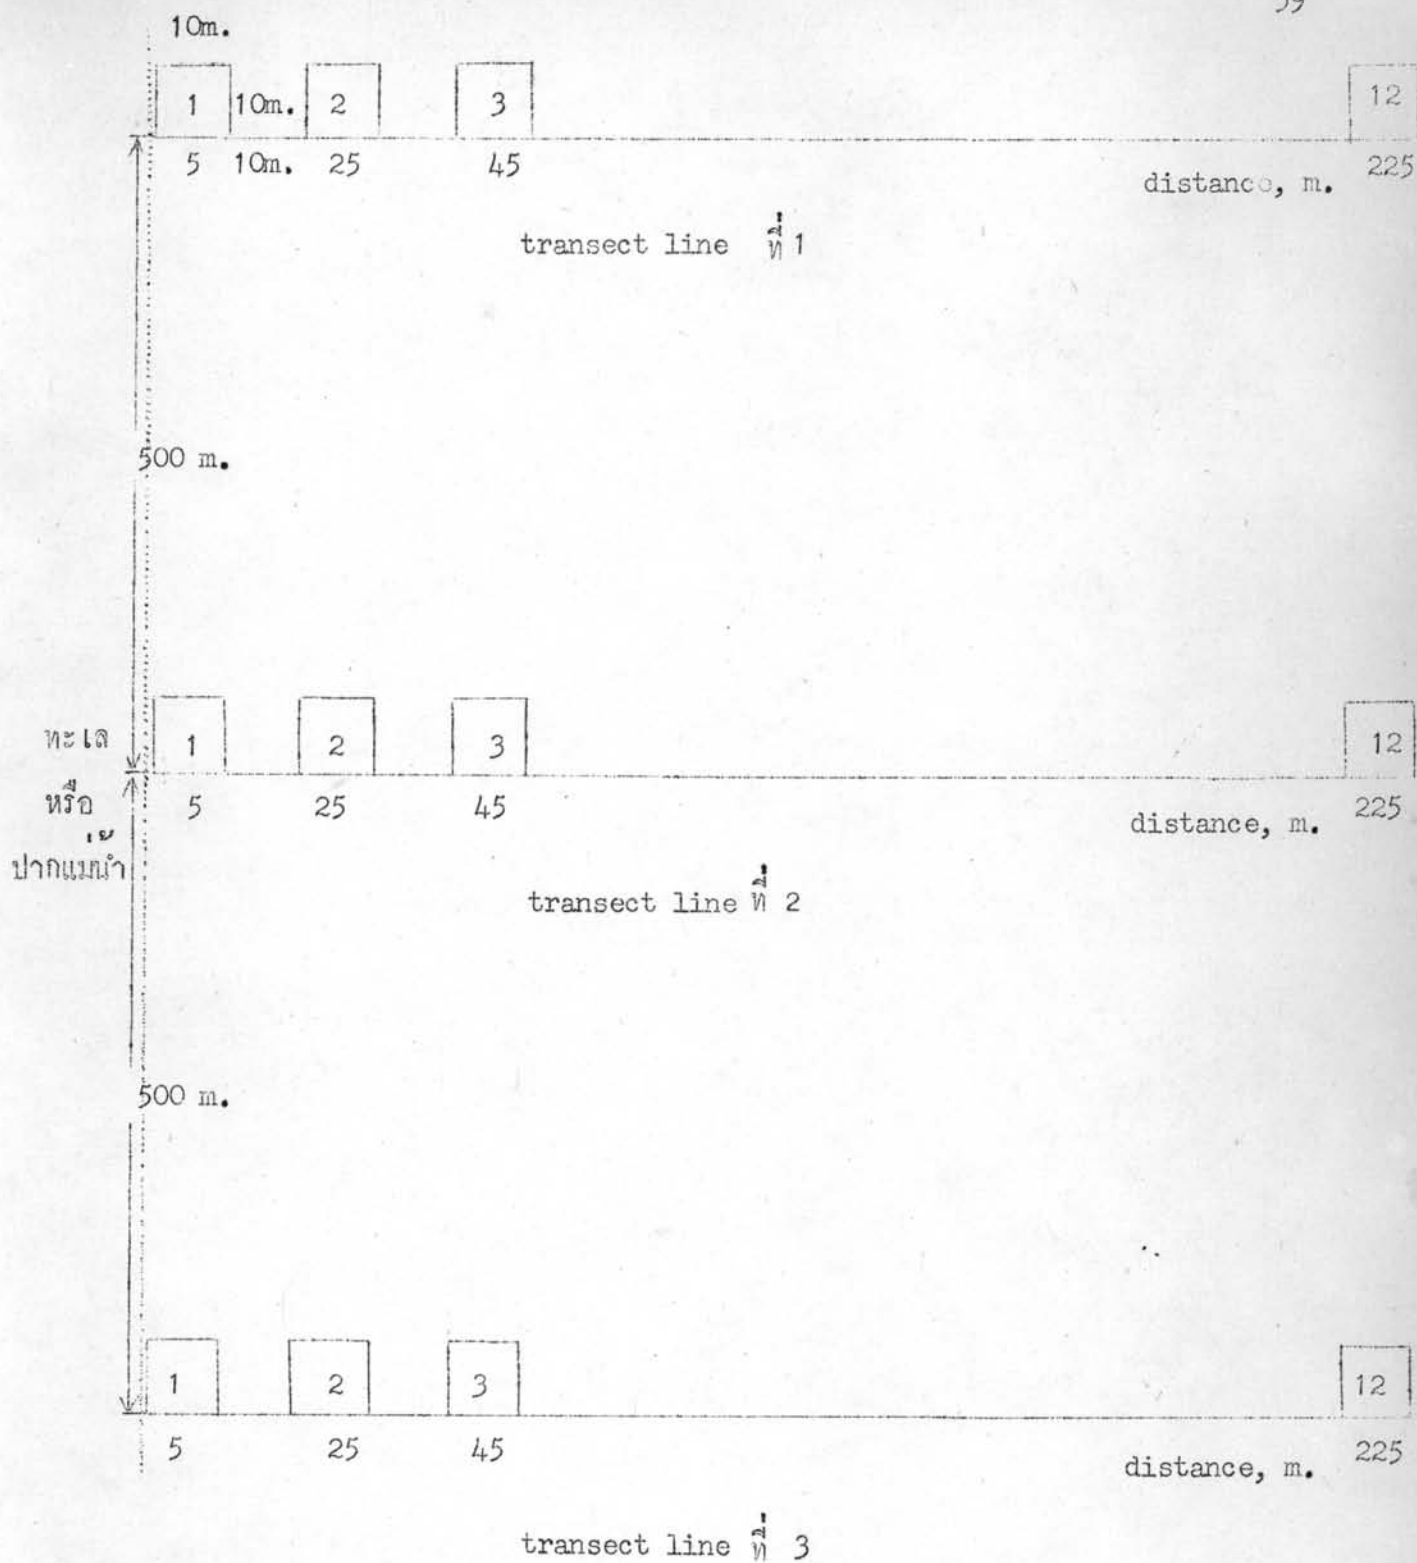 10m.
1 10m. 2 3 12
5 10m. 25 45 distance, m. 225
transect line ที่ 1
500 m.
ทะเล 1 2 3 12
หรือ 5 25 45 distance, m. 225
ปากแม่น้ำ
transect line ที่ 2
500 m.
1 2 3 12
5 25 45 distance, m. 225
transect line ที่ 3